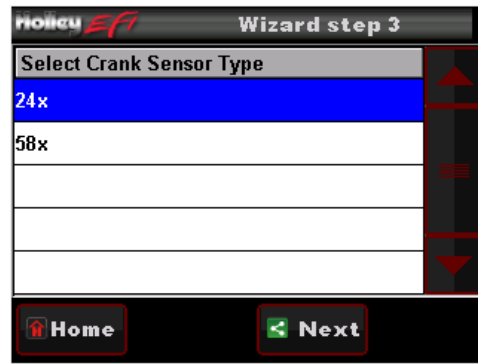 Holley EFI Wizard step 3
Select Crank Sensor Type
24x
58x
Home Next